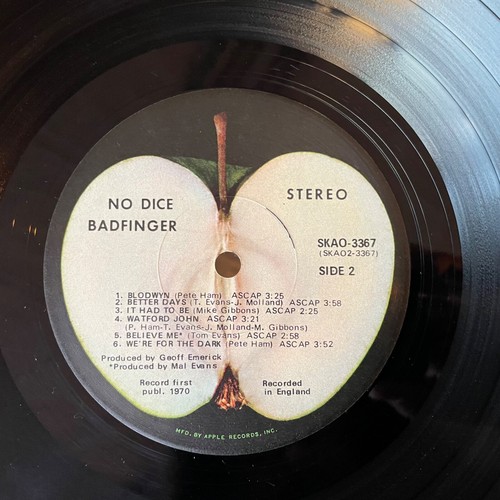 NO DICE
BADFINGER
STEREO
SKAO-3367
(SKAO2-3367)
SIDE 2
1. BLODWYN (Pete Ham) ASCAP 3:25
2. BETTER DAYS (T. Evans-J. Molland) ASCAP 3:58
3. IT HAD TO BE (Mike Gibbons) ASCAP 2:25
4. WATFORD JOHN. ASCAP 3:21
(P. Ham-T. Evans-J. Molland-M. Gibbons)
5. BELIEVE ME* (Tom Evans) ASCAP 2:58
6. WE'RE FOR THE DARK (Pete Ham) ASCAP 3:52
Produced by Geoff Emerick
*Produced by Mal Evans
Record first
publ. 1970
Recorded
in England
MFD. BY APPLE RECORDS, INC.